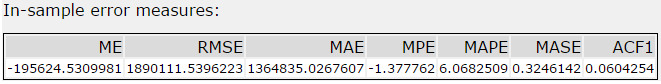 In-sample error measures:
ME RMSE MAE MPE MAPE MASE ACF1
-195624.5309981 1890111.5396223 1364835.0267607 -1.377762 6.0682509 0.3246142 0.0604254